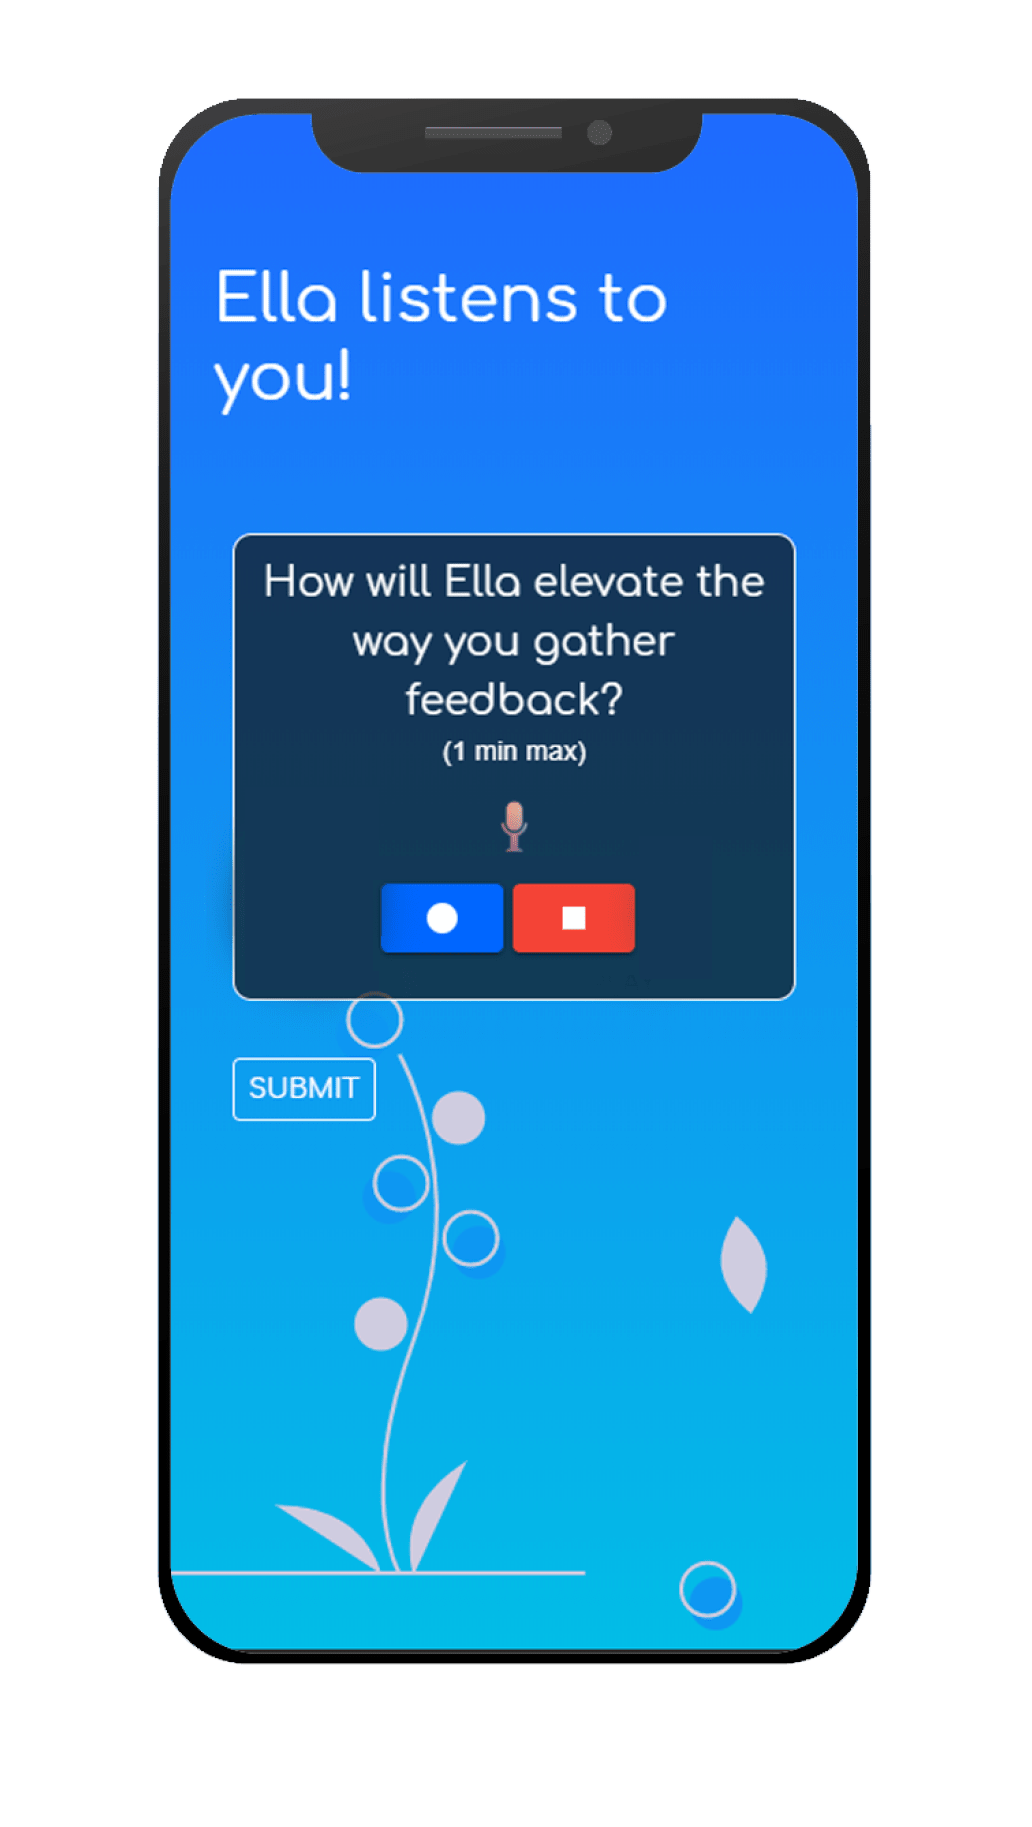 Ella listens to
you!
How will Ella elevate the
way you gather
feedback?
(1 min max)
SUBMIT